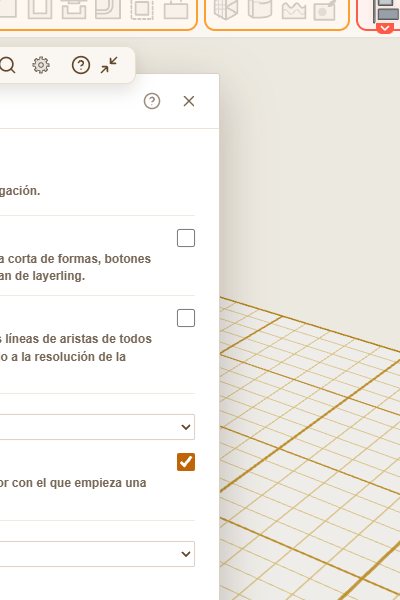 gación.
a corta de formas, botones
an de layerling.
s líneas de aristas de todos
o a la resolución de la
or con el que empieza una